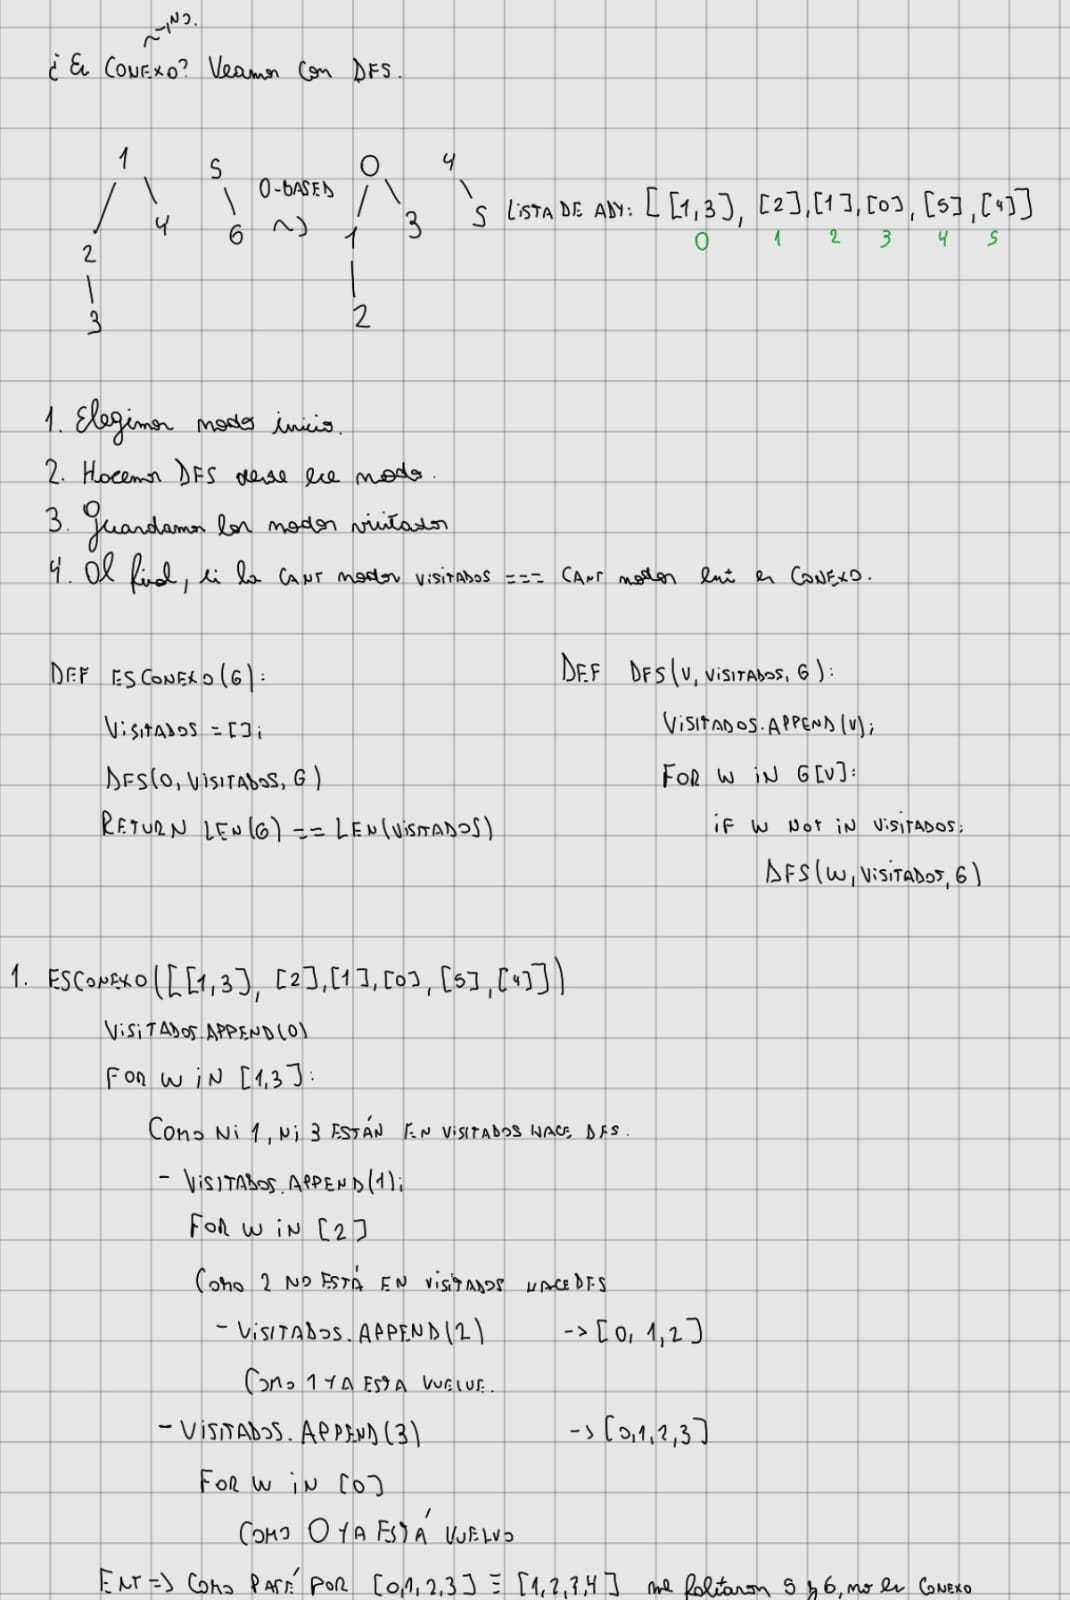 ~→NO.
¿Es CONEXO? Veamos con DFS.
1 5 0-BASED 0 4
4 6 ~) 1 3 5 LISTA DE ADY: [[1,3], [2],[1],[0],[5],[4]]
0 1 2 3 4 5
2
3 2
1. Elegimos nodo inicio.
2. Hacemos DFS desde ese nodo.
3. Guardamos los nodos visitados
4. Al final, si la CANT nodos VISITADOS === CANT nodos ent es CONEXO.
DEF ESCONEXO(G):
VISITADOS = [];
DFS(0, VISITADOS, G)
RETURN LEN(G) == LEN(VISITADOS)
DEF DFS(V, VISITADOS, G):
VISITADOS.APPEND(V);
FOR W IN G[V]:
IF W NOT IN VISITADOS:
DFS(W, VISITADOS, G)
1. ESCONEXO([[1,3], [2],[1],[0],[5],[4]])
VISITADOS.APPEND(0)
FOR W IN [1,3]:
COMO NI 1, NI 3 ESTÁN EN VISITADOS HACE DFS.
- VISITADOS.APPEND(1);
FOR W IN [2]
COMO 2 NO ESTÁ EN VISITADOS HACE DFS
- VISITADOS.APPEND(2) -> [0, 1,2]
COMO 1 YA ESTA VUELVE.
- VISITADOS.APPEND(3) -> [0,1,2,3]
FOR W IN [0]
COMO 0 YA ESTÁ VUELVO
ENT => COMO PASÉ POR [0,1,2,3] ≡ [1,2,3,4] me faltaron 5 y 6, no es CONEXO